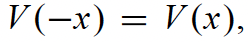 V(−x) = V(x),